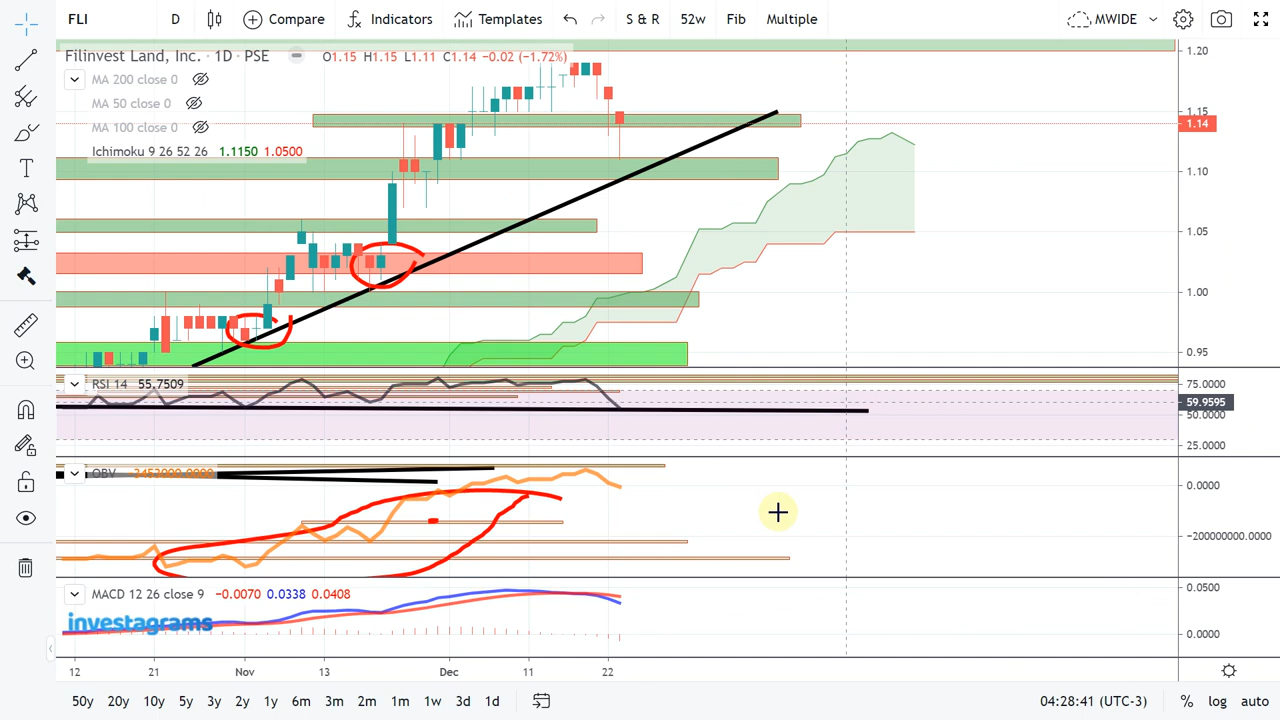 FLI D Compare Indicators Templates S & R 52w Fib Multiple MWIDE
Filinvest Land, Inc. · 1D · PSE O1.15 H1.15 L1.11 C1.14 −0.02 (−1.72%)
1.20
MA 200 close 0
MA 50 close 0
1.15
MA 100 close 0
1.14
Ichimoku 9 26 52 26 1.1150 1.0500
1.10
1.05
1.00
0.95
RSI 14 55.7509
75.0000
59.9595
50.0000
25.0000
OBV
0.0000
−200000000.0000
MACD 12 26 close 9 −0.0070 0.0338 0.0408
0.0500
investagrams
0.0000
12 21 Nov 13 Dec 11 22
50y 20y 10y 5y 3y 2y 1y 6m 3m 2m 1m 1w 3d 1d 04:28:41 (UTC-3) % log auto